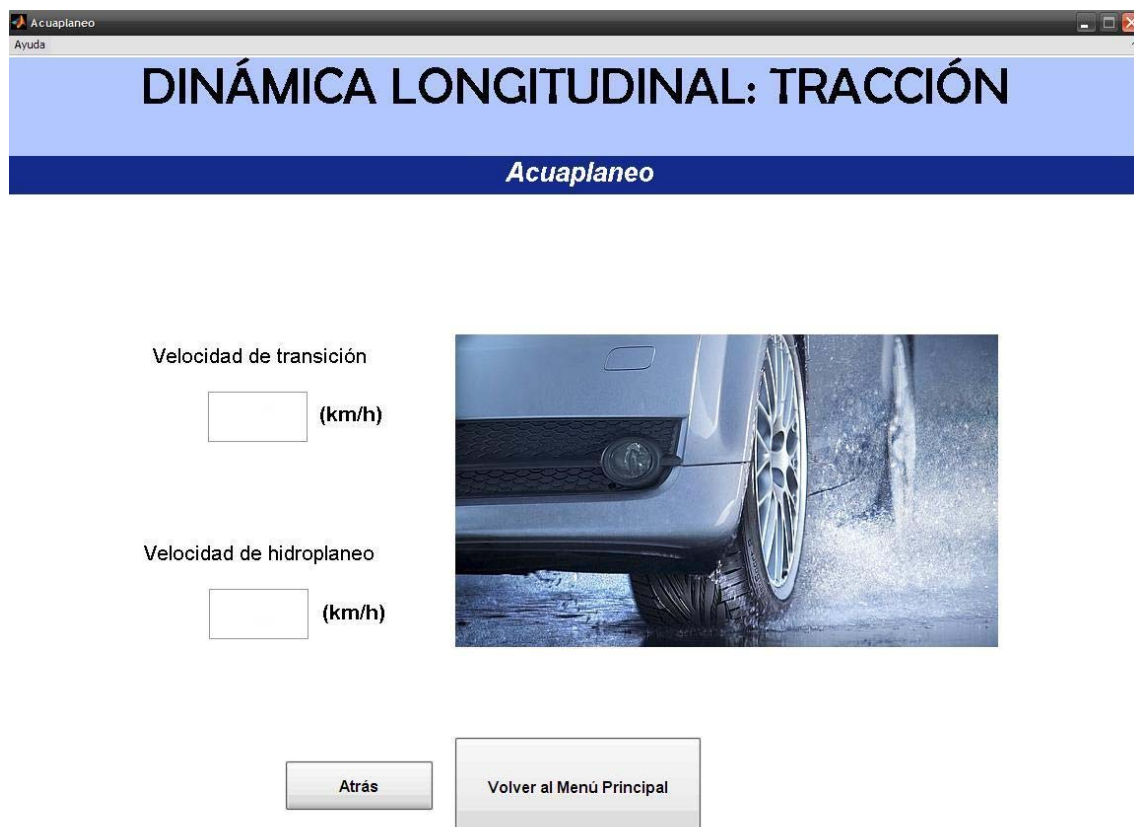 Acuaplaneo
Ayuda
DINÁMICA LONGITUDINAL: TRACCIÓN
Acuaplaneo
Velocidad de transición
(km/h)
Velocidad de hidroplaneo
(km/h)
Atrás
Volver al Menú Principal